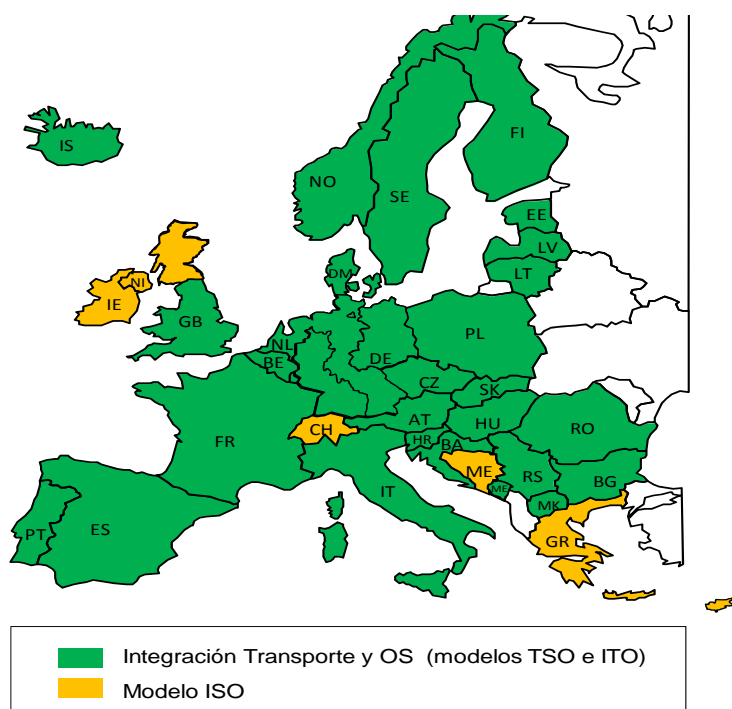 IS
FI
NO
SE
EE
LV
LT
DM
NI
IE
GB
NL
BE
DE
PL
CZ
SK
AT
HU
CH
FR
HR
BA
RO
ME
RS
ME
BG
IT
MK
PT
ES
GR
Integración Transporte y OS (modelos TSO e ITO)
Modelo ISO